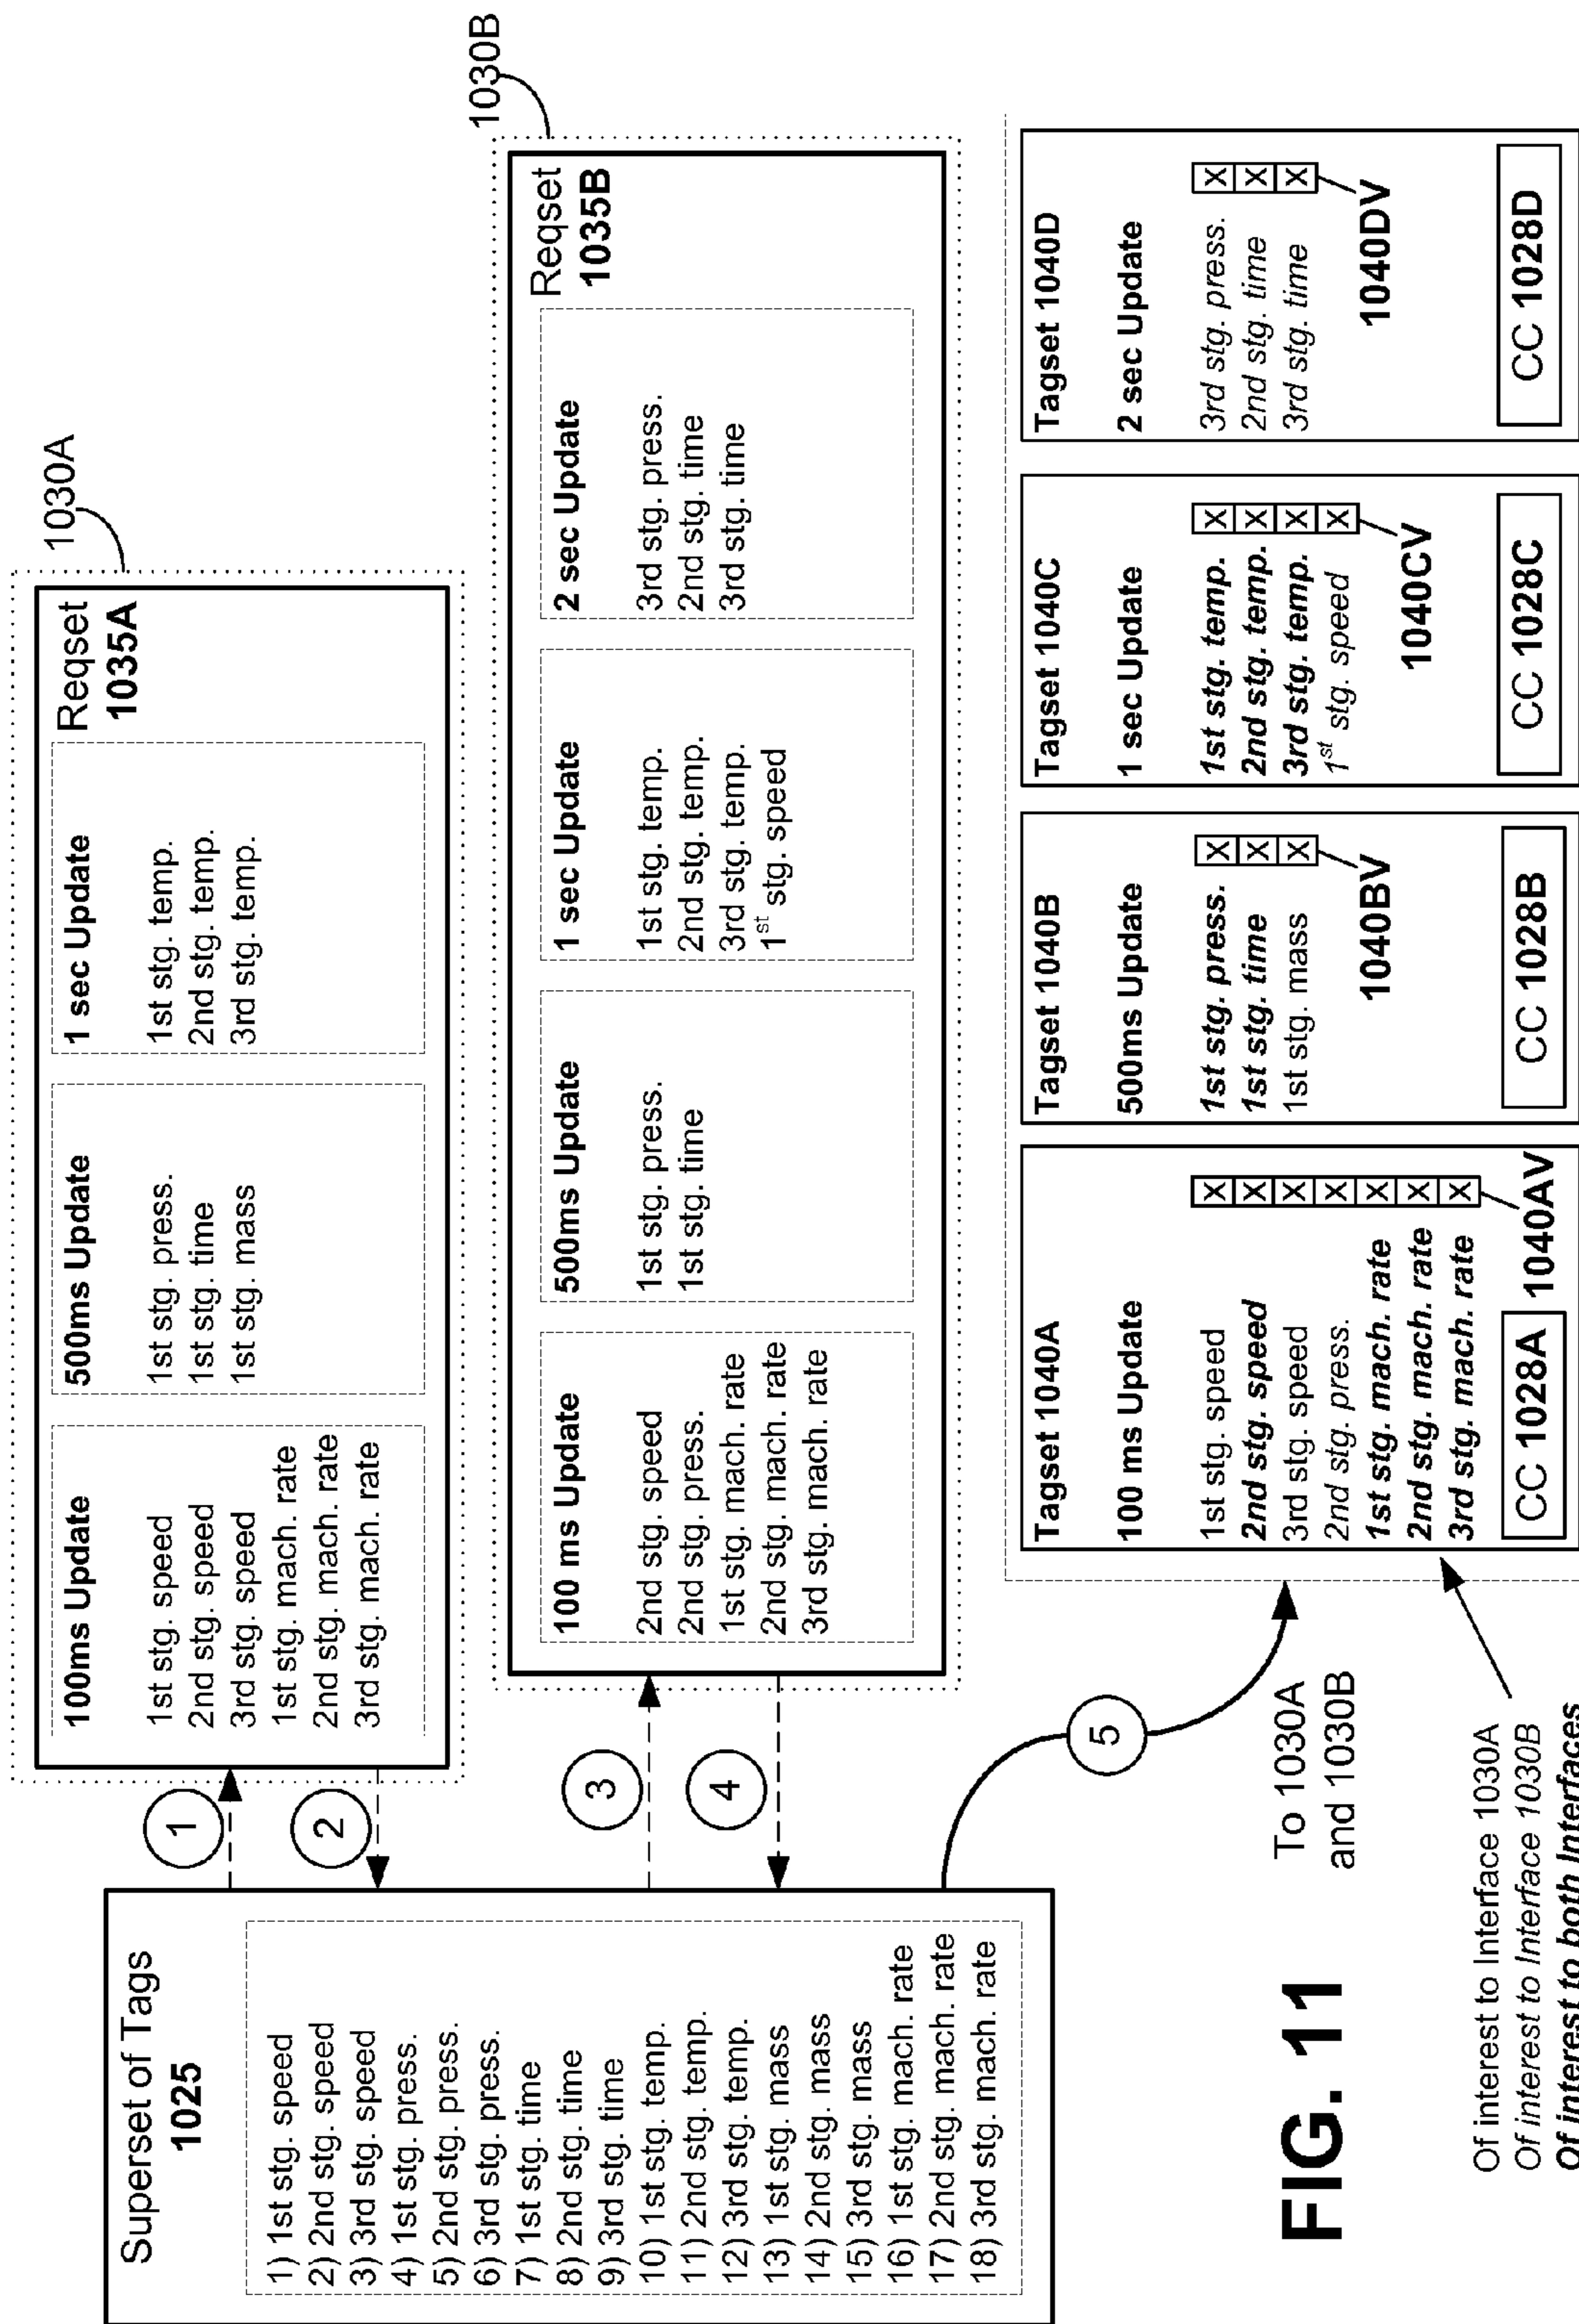 Superset of Tags
1025
1) 1st stg. speed
2) 2nd stg. speed
3) 3rd stg. speed
4) 1st stg. press.
5) 2nd stg. press.
6) 3rd stg. press.
7) 1st stg. time
8) 2nd stg. time
9) 3rd stg. time
10) 1st stg. temp.
11) 2nd stg. temp.
12) 3rd stg. temp.
13) 1st stg. mass
14) 2nd stg. mass
15) 3rd stg. mass
16) 1st stg. mach. rate
17) 2nd stg. mach. rate
18) 3rd stg. mach. rate
1
2
3
4
5
1030A
Reqset
1035A
100ms Update
1st stg. speed
2nd stg. speed
3rd stg. speed
1st stg. mach. rate
2nd stg. mach. rate
3rd stg. mach. rate
500ms Update
1st stg. press.
1st stg. time
1st stg. mass
1 sec Update
1st stg. temp.
2nd stg. temp.
3rd stg. temp.
1030B
Reqset
1035B
100 ms Update
2nd stg. speed
2nd stg. press.
1st stg. mach. rate
2nd stg. mach. rate
3rd stg. mach. rate
500ms Update
1st stg. press.
1st stg. time
1 sec Update
1st stg. temp.
2nd stg. temp.
3rd stg. temp.
1st stg. speed
2 sec Update
3rd stg. press.
2nd stg. time
3rd stg. time
To 1030A
and 1030B
Tagset 1040A
100 ms Update
1st stg. speed X
2nd stg. speed X
3rd stg. speed X
2nd stg. press. X
1st stg. mach. rate X
2nd stg. mach. rate X
3rd stg. mach. rate X
CC 1028A 1040AV
Tagset 1040B
500ms Update
1st stg. press. X
1st stg. time X
1st stg. mass X
1040BV
CC 1028B
Tagset 1040C
1 sec Update
1st stg. temp. X
2nd stg. temp. X
3rd stg. temp. X
1st stg. speed X
1040CV
CC 1028C
Tagset 1040D
2 sec Update
3rd stg. press. X
2nd stg. time X
3rd stg. time X
1040DV
CC 1028D
FIG. 11
Of interest to Interface 1030A
Of interest to Interface 1030B
Of interest to both Interfaces